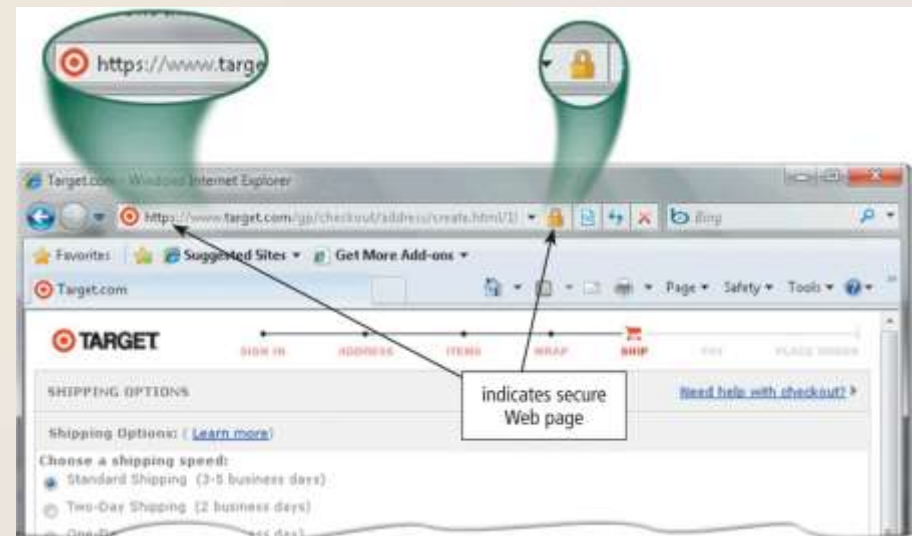 https://www.targe
Target.com - Windows Internet Explorer
https://www.target.com/gp/checkout/address/create.html/1
bing
Favorites Suggested Sites Get More Add-ons
Target.com Page Safety Tools
TARGET SIGN IN ADDRESS ITEMS WRAP SHIP PAY PLACE ORDER
SHIPPING OPTIONS Need help with checkout?
indicates secure
Web page
Shipping Options: ( Learn more)
Choose a shipping speed:
Standard Shipping (3-5 business days)
Two-Day Shipping (2 business days)